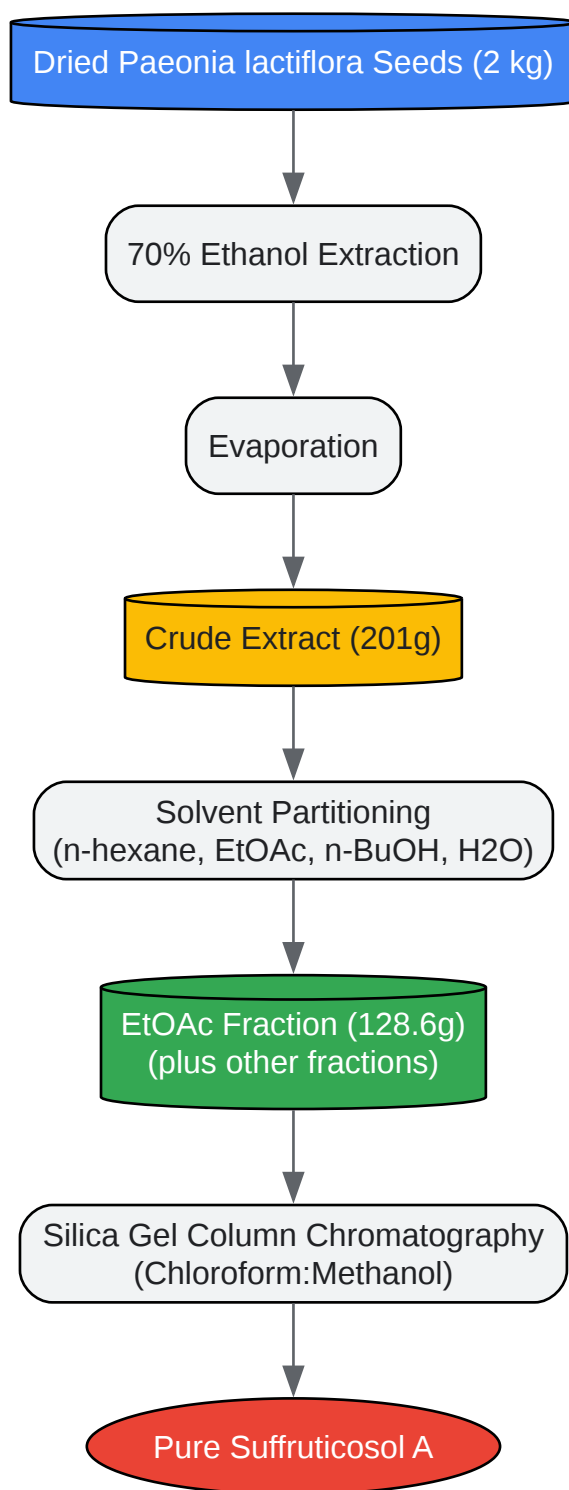 Dried Paeonia lactiflora Seeds (2 kg)
70% Ethanol Extraction
Evaporation
Crude Extract (201g)
Solvent Partitioning
(n-hexane, EtOAc, n-BuOH, H2O)
EtOAc Fraction (128.6g)
(plus other fractions)
Silica Gel Column Chromatography
(Chloroform:Methanol)
Pure Suffruticosol A